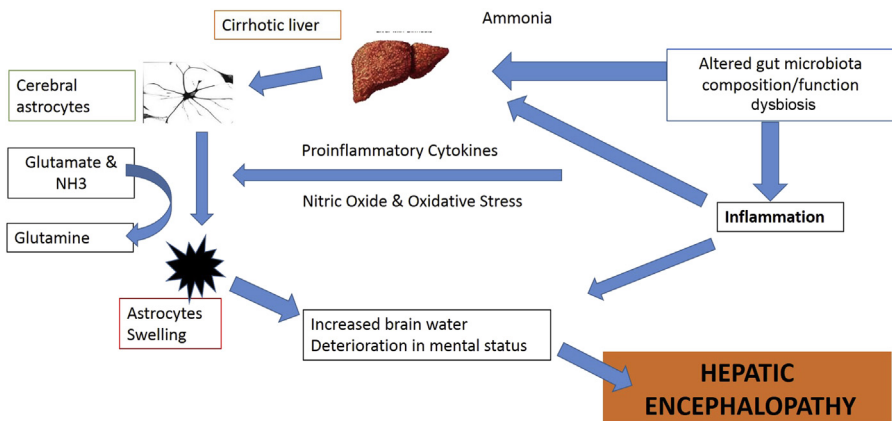 Cirrhotic liver
Ammonia
Altered gut microbiota
composition/function
dysbiosis
Cerebral
astrocytes
Proinflammatory Cytokines
Glutamate &
NH3
Nitric Oxide & Oxidative Stress
Inflammation
Glutamine
Astrocytes
Swelling
Increased brain water
Deterioration in mental status
HEPATIC
ENCEPHALOPATHY